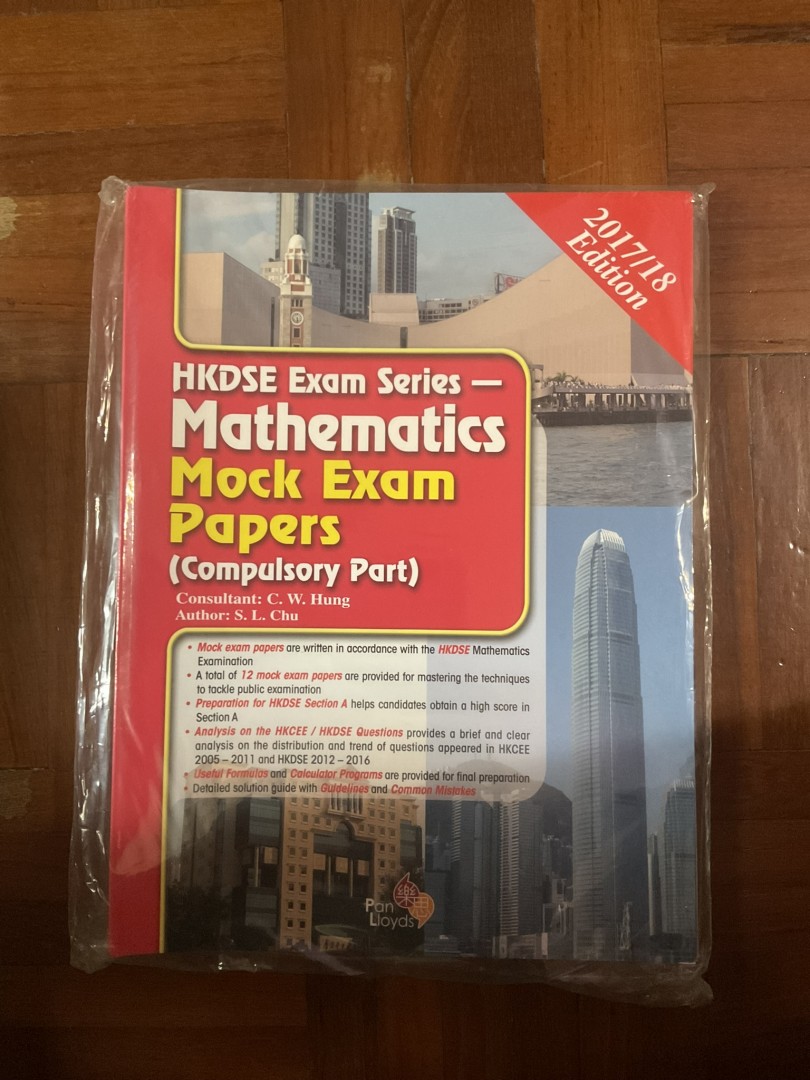 2017/18
Edition
HKDSE Exam Series —
Mathematics
Mock Exam
Papers
(Compulsory Part)
Consultant: C. W. Hung
Author: S. L. Chu
• Mock exam papers are written in accordance with the HKDSE Mathematics
Examination
• A total of 12 mock exam papers are provided for mastering the techniques
to tackle public examination
• Preparation for HKDSE Section A helps candidates obtain a high score in
Section A
• Analysis on the HKCEE / HKDSE Questions provides a brief and clear
analysis on the distribution and trend of questions appeared in HKCEE
2005 – 2011 and HKDSE 2012 – 2016
• Useful Formulas and Calculator Programs are provided for final preparation
• Detailed solution guide with Guidelines and Common Mistakes
樂思
Pan
Lloyds